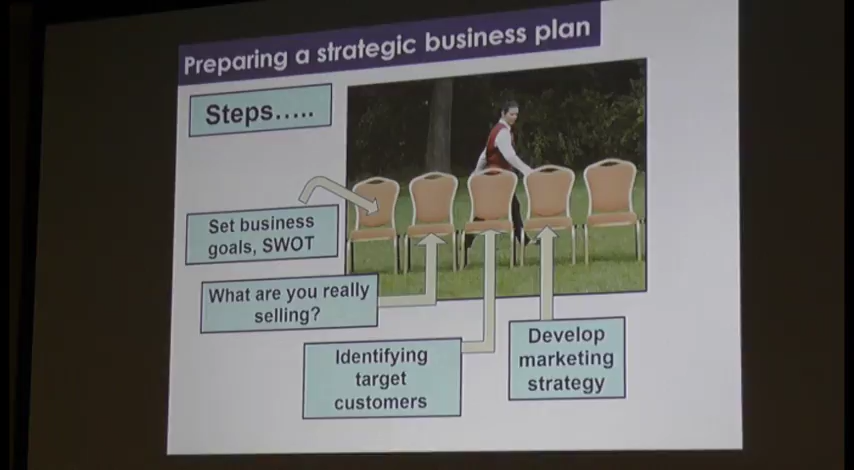 Preparing a strategic business plan
Steps.....
Set business
goals, SWOT
What are you really
selling?
Identifying
target
customers
Develop
marketing
strategy